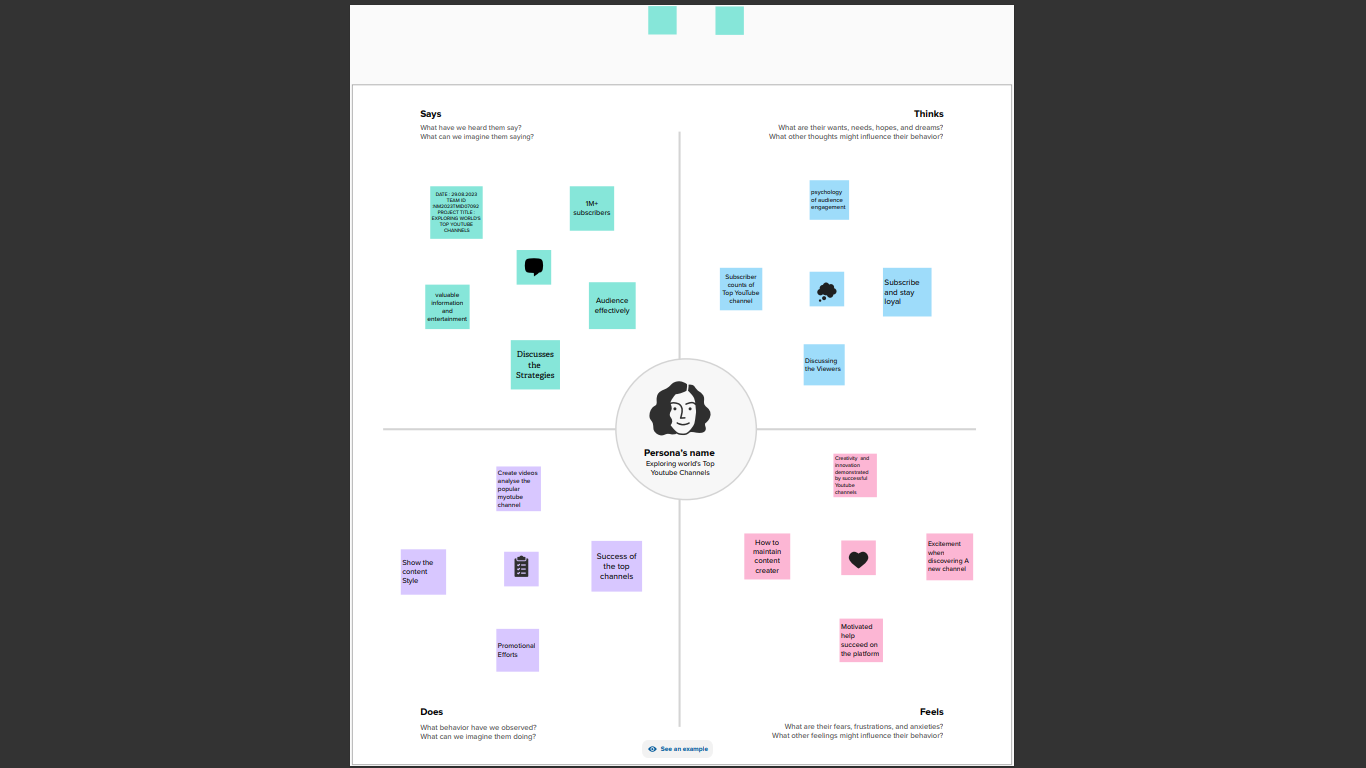 Says
What have we heard them say?
What can we imagine them saying?
Thinks
What are their wants, needs, hopes, and dreams?
What other thoughts might influence their behavior?
DATE : 29.08.2023
TEAM ID
:NM2023TMID07092
PROJECT TITLE :
EXPLORING WORLD'S
TOP YOUTUBE
CHANNELS
1M+
subscribers
valuable
information
and
entertainment
Audience
effectively
Discusses
the
Strategies
psychology
of audience
engagement
Subscriber
counts of
Top YouTube
channel
Subscribe
and stay
loyal
Discussing
the Viewers
Persona's name
Exploring world's Top
Youtube Channels
Create videos
analyse the
popular
myotube
channel
Show the
content
Style
Success of
the top
channels
Promotional
Efforts
Creativity and
innovation
demonstrated
by successful
Youtube
channels
How to
maintain
content
creater
Excitement
when
discovering A
new channel
Motivated
help
succeed on
the platform
Does
What behavior have we observed?
What can we imagine them doing?
Feels
What are their fears, frustrations, and anxieties?
What other feelings might influence their behavior?
See an example